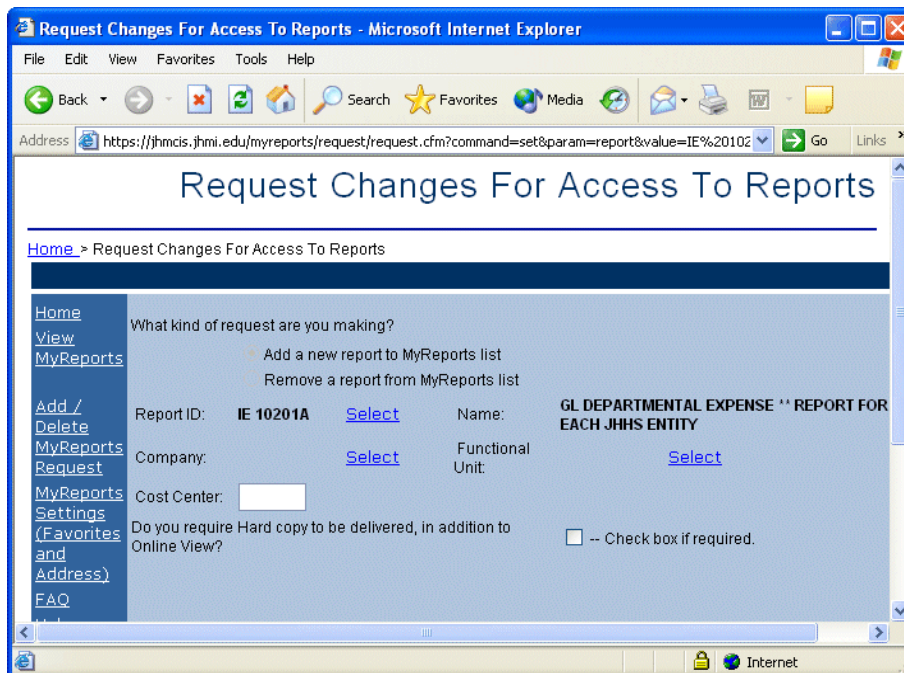 Request Changes For Access To Reports - Microsoft Internet Explorer
File Edit View Favorites Tools Help
Back Search Favorites Media
Address https://jhmcis.jhmi.edu/myreports/request/request.cfm?command=set&param=report&value=IE%2010 Go Links »
Request Changes For Access To Reports
Home > Request Changes For Access To Reports
Home
View
MyReports
Add /
Delete
MyReports
Request
MyReports
Settings
(Favorites
and
Address)
FAQ
What kind of request are you making?
Add a new report to MyReports list
Remove a report from MyReports list
Report ID: IE 10201A Select Name: GL DEPARTMENTAL EXPENSE ** REPORT FOR
EACH JHHS ENTITY
Company: Select Functional
Unit: Select
Cost Center:
Do you require Hard copy to be delivered, in addition to
Online View?
-- Check box if required.
Internet